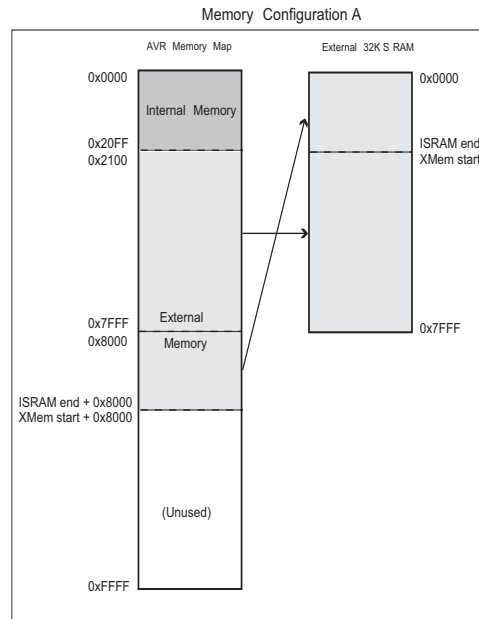 Memory Configuration A
AVR Memory Map
External 32K SRAM
0x0000
Internal Memory
0x20FF
0x2100
0x7FFF
External
0x8000
Memory
ISRAM end + 0x8000
XMem start + 0x8000
(Unused)
0xFFFF
0x0000
ISRAM end
XMem start
0x7FFF